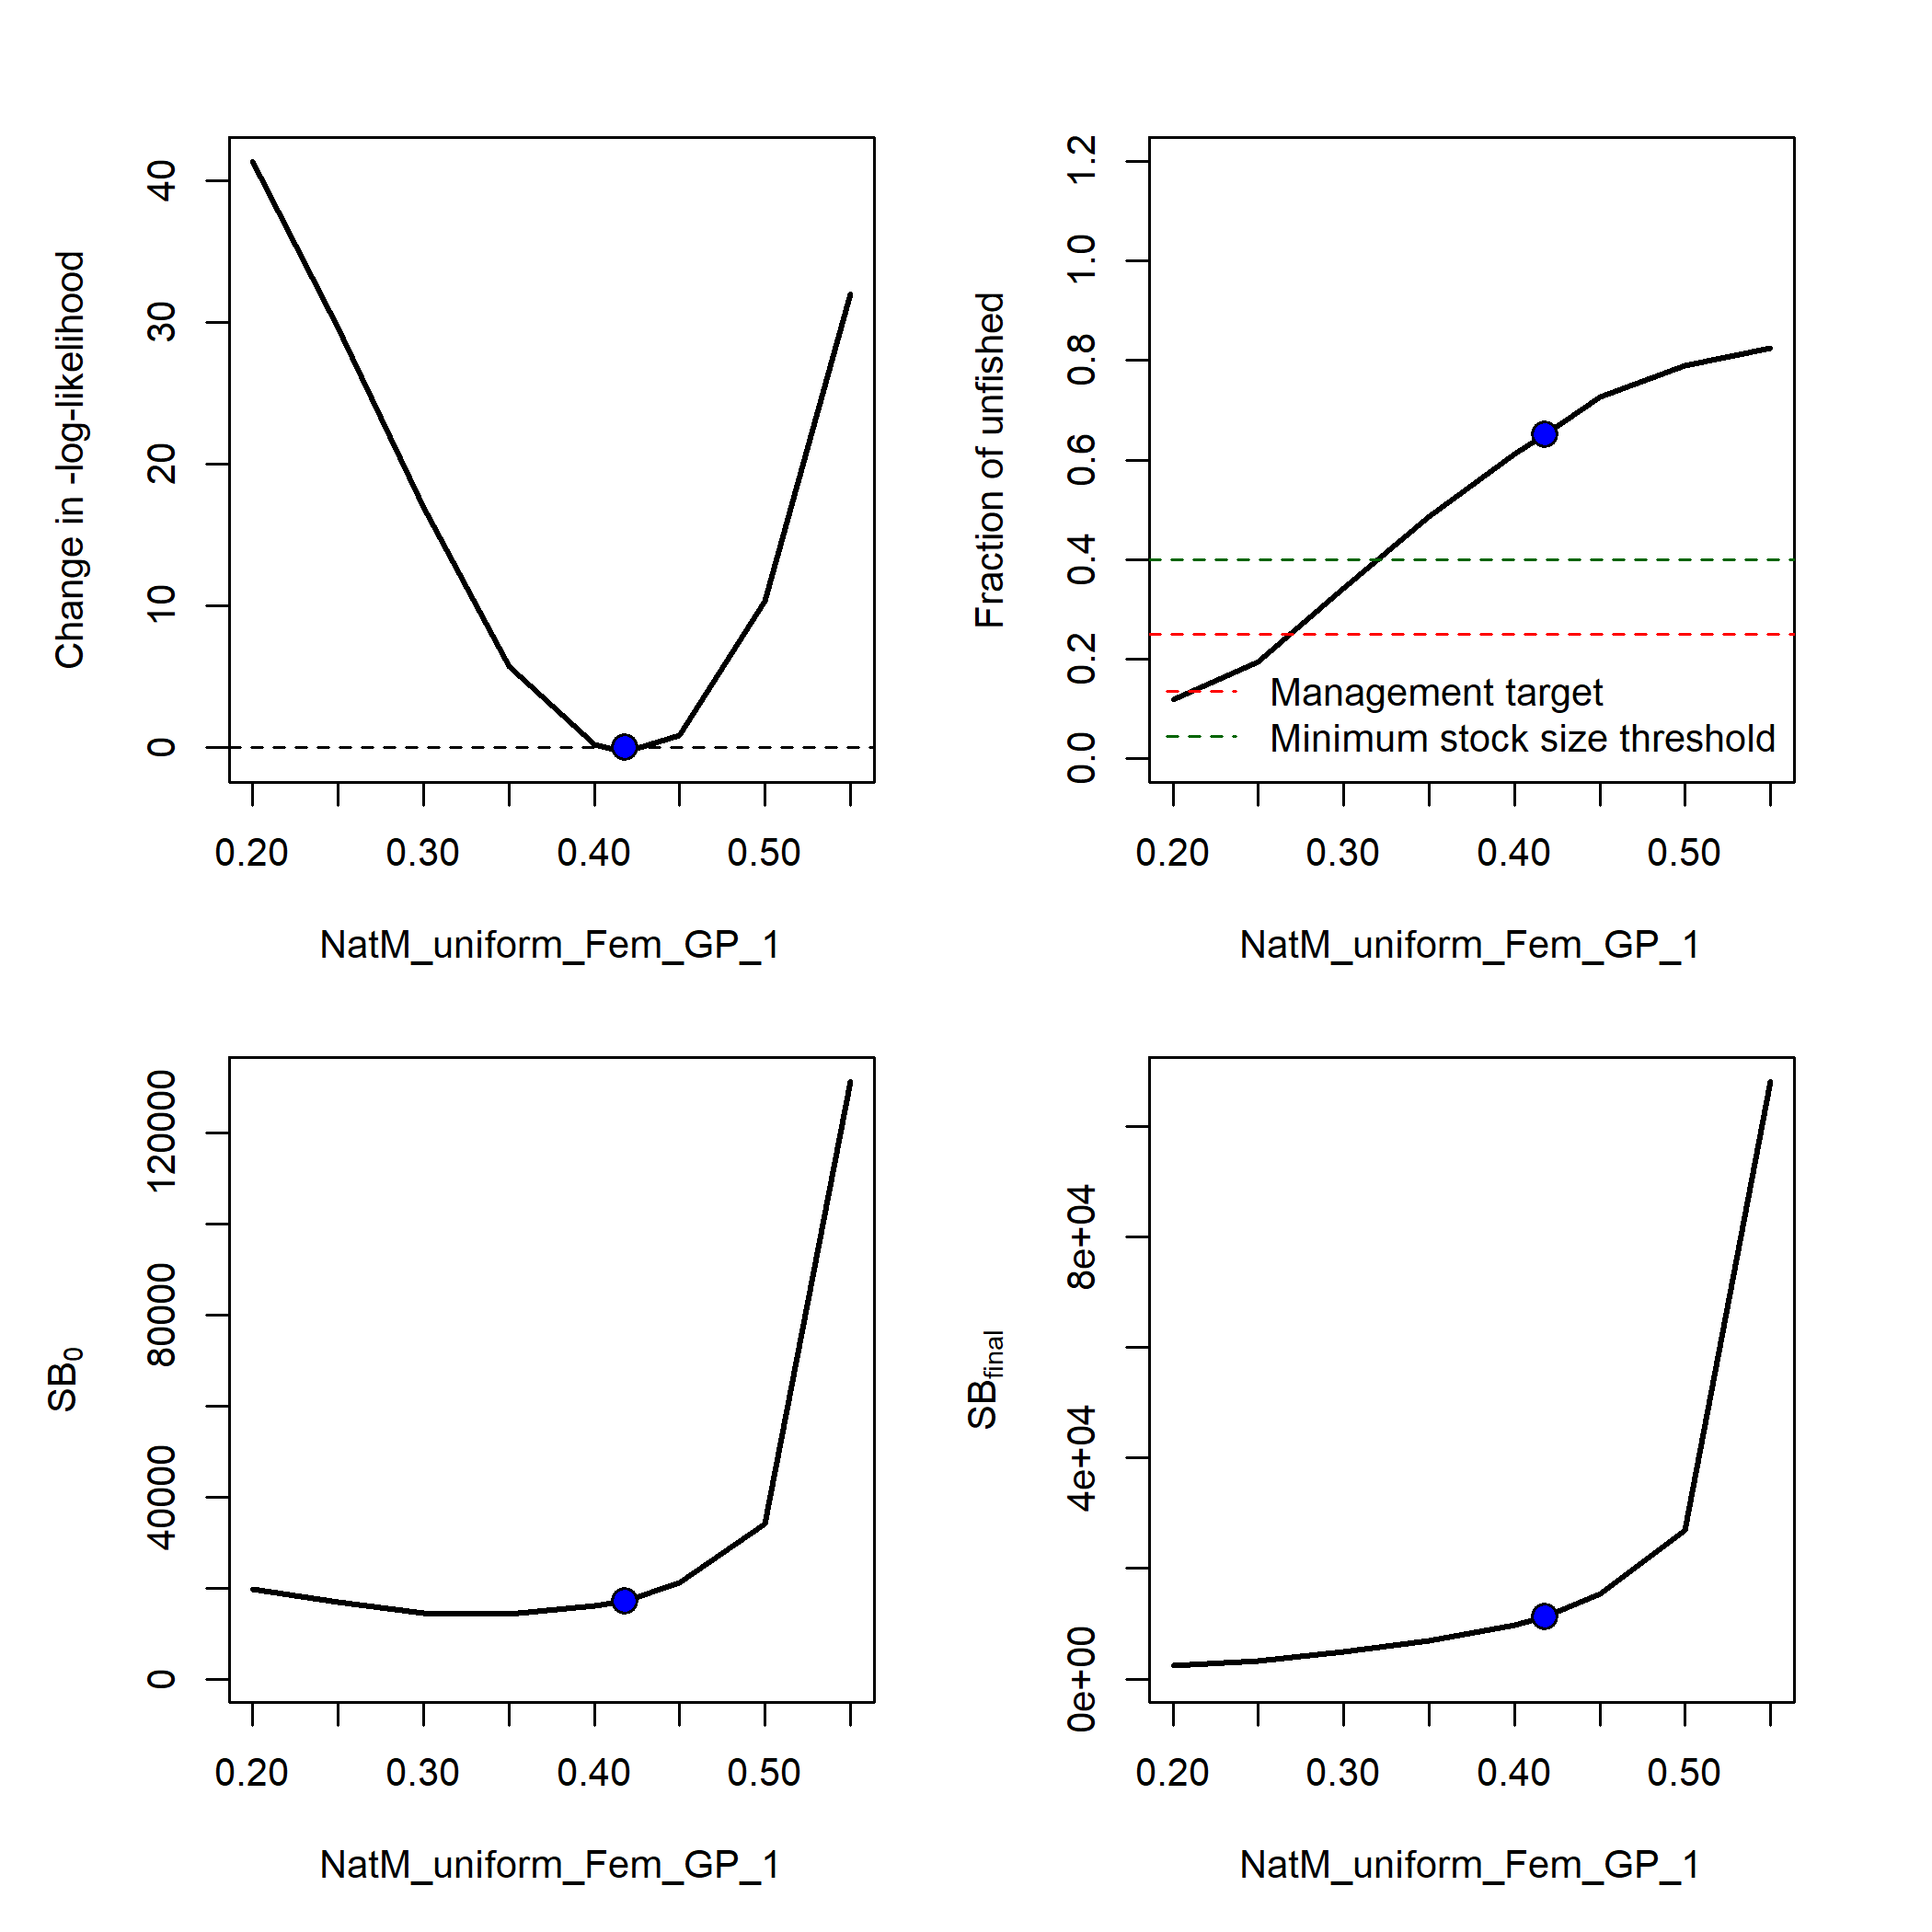 Change in -log-likelihood
40
30
20
10
0
0.20 0.30 0.40 0.50
NatM_uniform_Fem_GP_1
Fraction of unfished
1.2
1.0
0.8
0.6
0.4
0.2
0.0
Management target
Minimum stock size threshold
0.20 0.30 0.40 0.50
NatM_uniform_Fem_GP_1
SB0
120000
80000
40000
0
0.20 0.30 0.40 0.50
NatM_uniform_Fem_GP_1
SBfinal
8e+04
4e+04
0e+00
0.20 0.30 0.40 0.50
NatM_uniform_Fem_GP_1